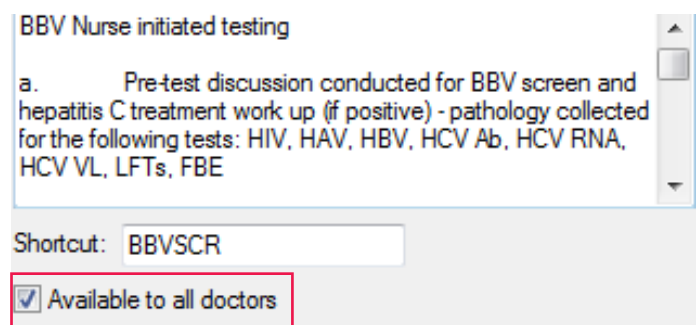 BBV Nurse initiated testing
a. Pre-test discussion conducted for BBV screen and
hepatitis C treatment work up (if positive) - pathology collected
for the following tests: HIV, HAV, HBV, HCV Ab, HCV RNA,
HCV VL, LFTs, FBE
Shortcut: BBVSCR
Available to all doctors